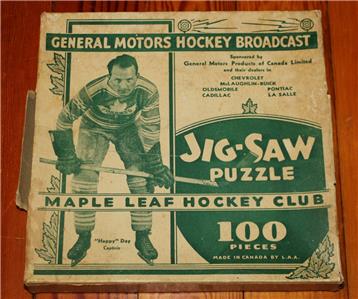 GENERAL MOTORS HOCKEY BROADCAST
Sponsored by
General Motors Products of Canada Limited
and their dealers in
CHEVROLET
McLAUGHLIN-BUICK
OLDSMOBILE PONTIAC
CADILLAC LA SALLE
JIG-SAW
PUZZLE
MAPLE LEAF HOCKEY CLUB
"Happy" Day
Captain
100
PIECES
MADE IN CANADA BY L.A.A.